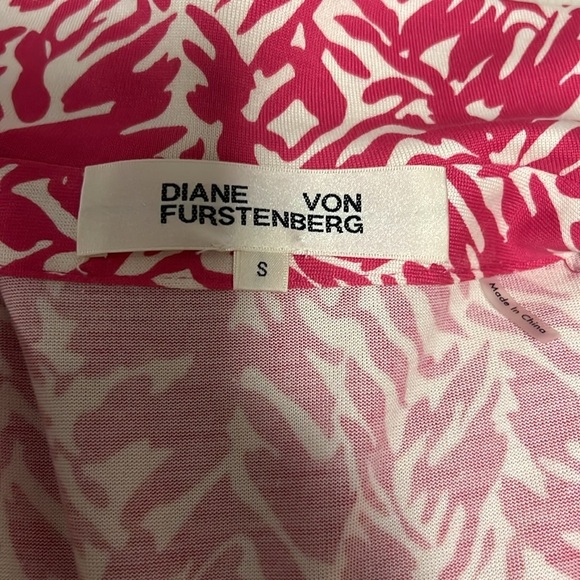 DIANE VON
FURSTENBERG
S
Made In China